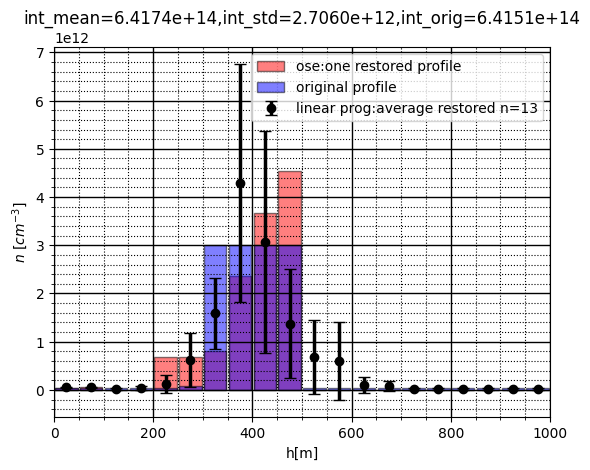 int_mean=6.4174e+14,int_std=2.7060e+12,int_orig=6.4151e+14
1e12
ose:one restored profile
original profile
linear prog:average restored n=13
7
6
5
4
3
2
1
0
n [cm⁻³]
0 200 400 600 800 1000
h[m]